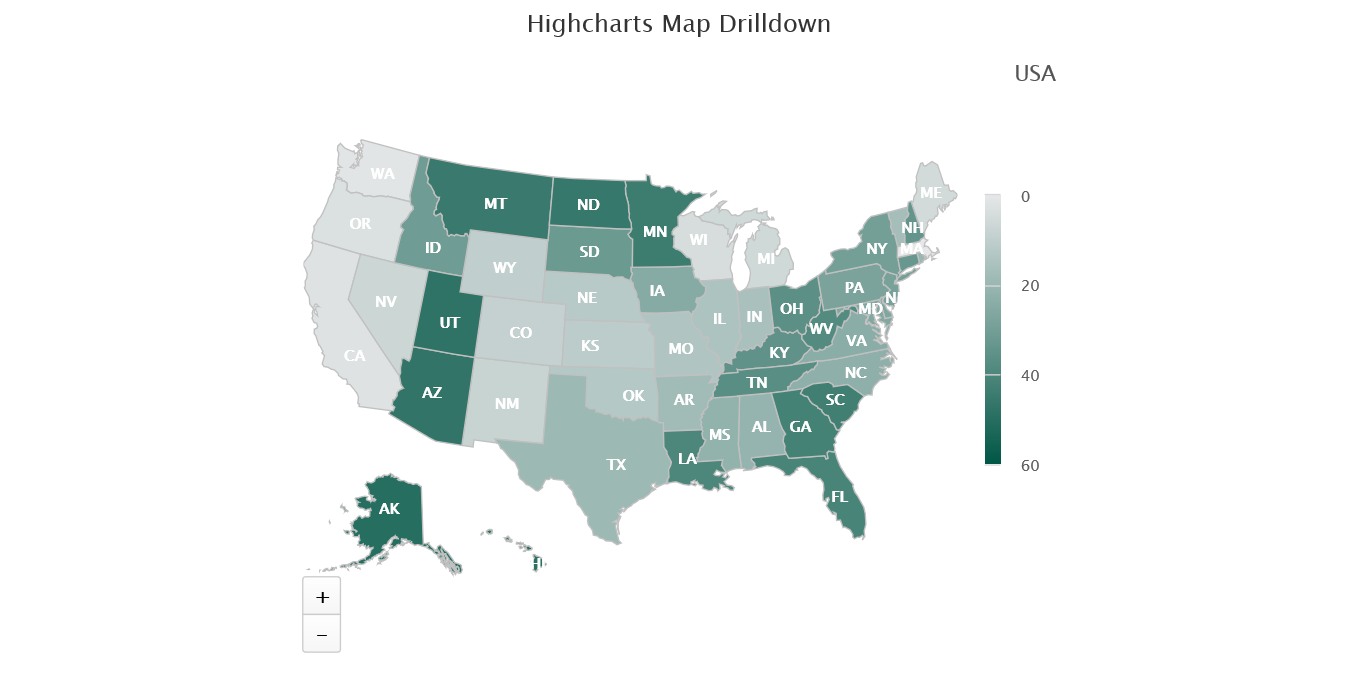 Highcharts Map Drilldown
USA
WA
ME
MT
ND
OR
NH
MN
WI
ID
SD
NY
MA
MI
WY
PA
IA
NE
NV
MD
OH
IL
IN
UT
WV
CO
VA
KS
MO
KY
CA
NC
TN
AZ
OK
AR
SC
NM
AL
GA
MS
LA
TX
FL
AK
0
20
40
60
+
−